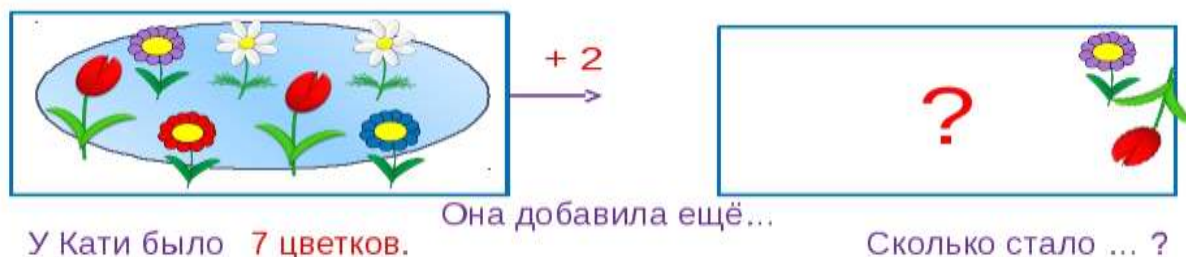 + 2
?
Она добавила ещё...
У Кати было 7 цветков.
Сколько стало ... ?